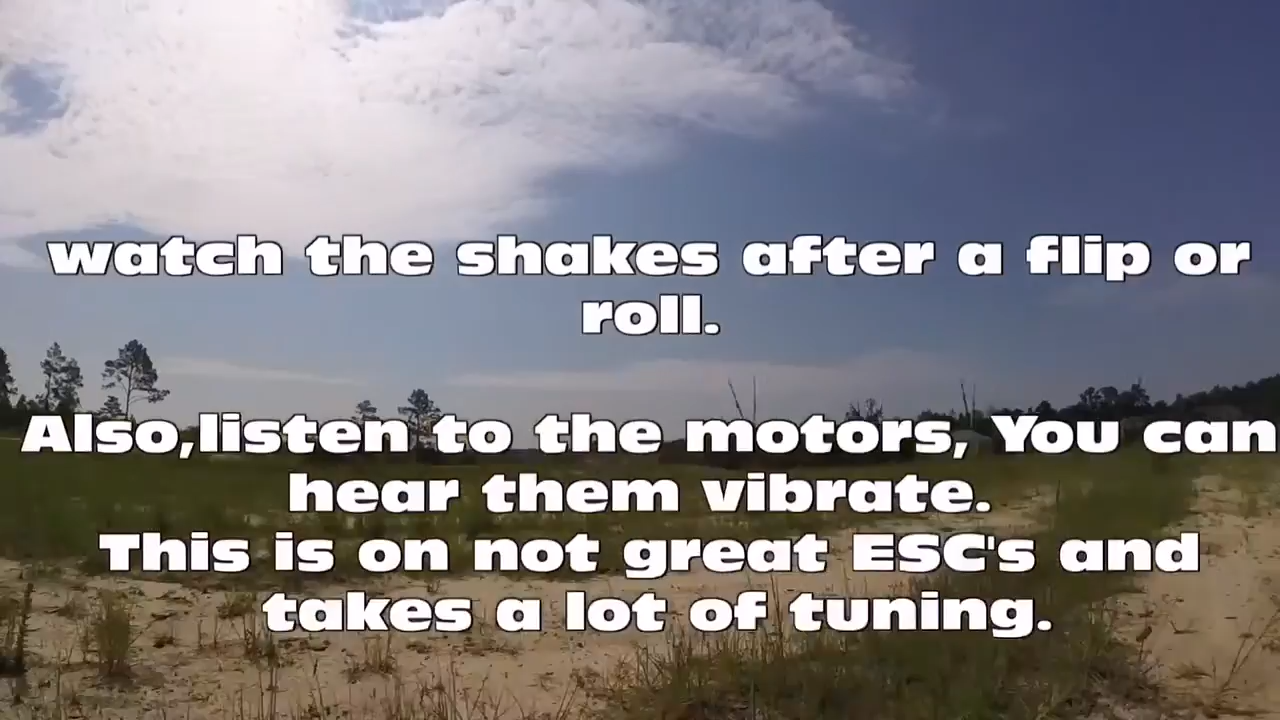 watch the shakes after a flip or
roll.
Also,listen to the motors, You can
hear them vibrate.
This is on not great ESC's and
takes a lot of tuning.